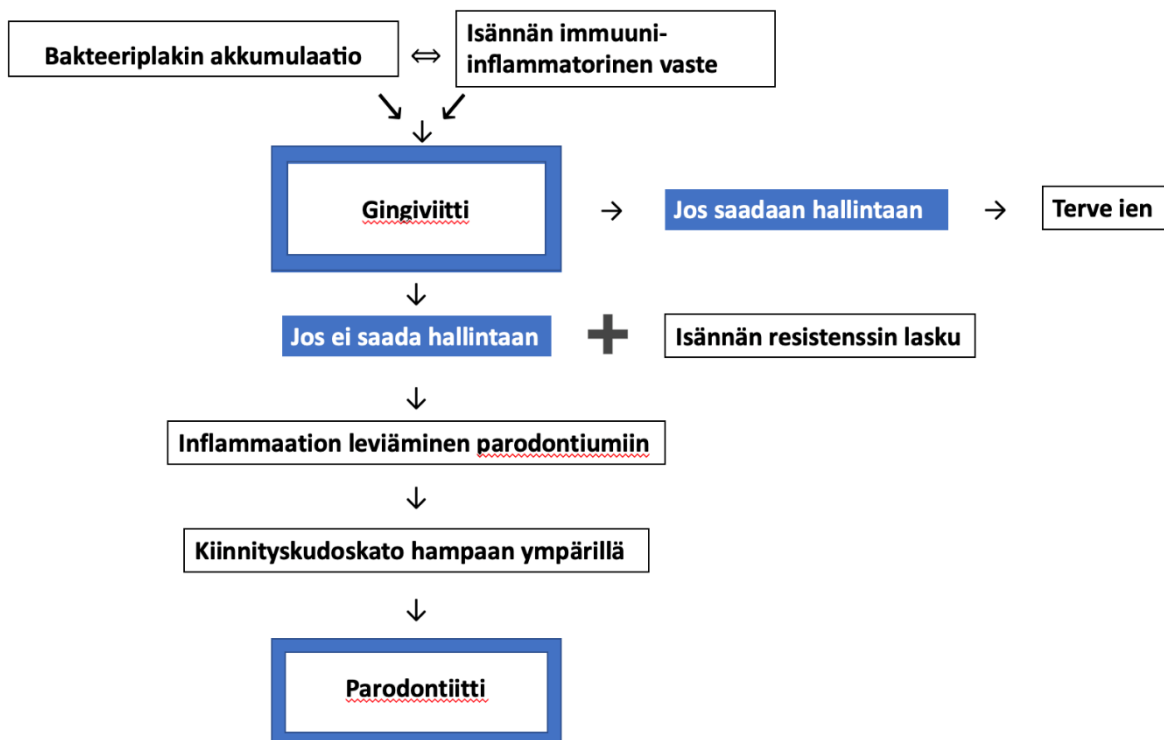 Bakteeriplakin akkumulaatio
⇔
Isännän immuuni-
inflammatorinen vaste
Gingiviitti
→
Jos saadaan hallintaan
→
Terve ien
Jos ei saada hallintaan
+
Isännän resistenssin lasku
Inflammaation leviäminen parodontiumiin
Kiinnityskudoskato hampaan ympärillä
Parodontiitti